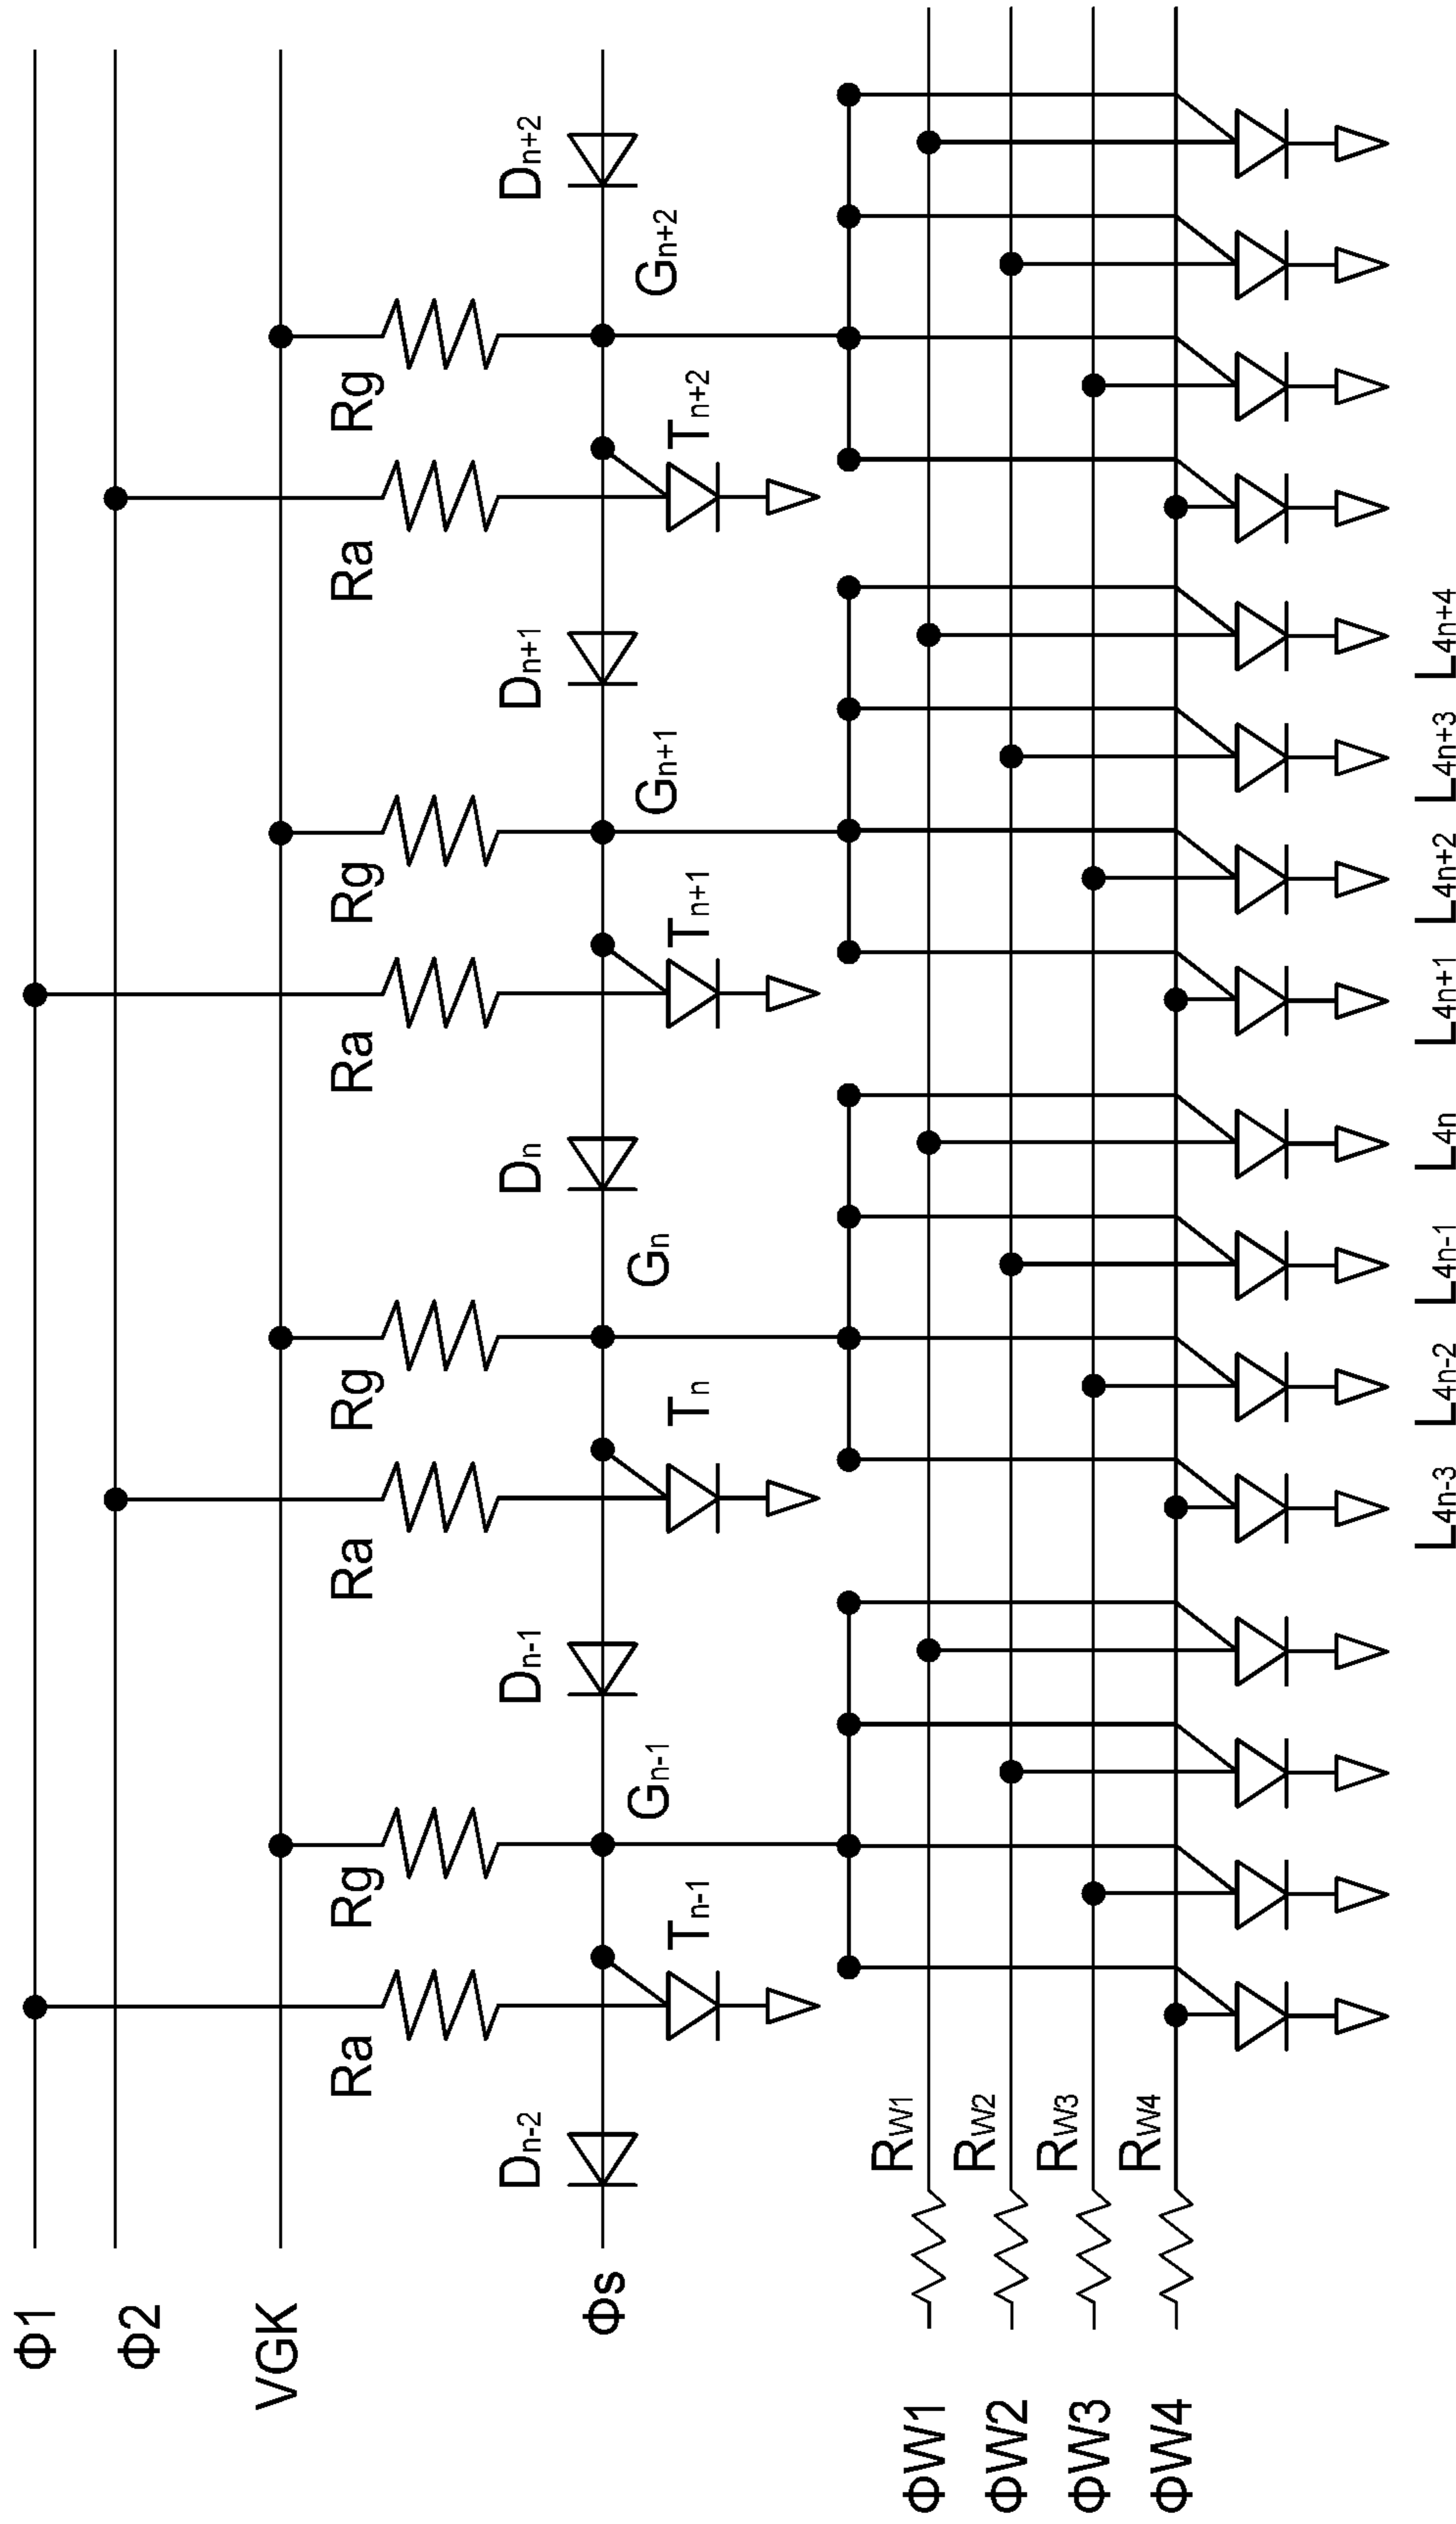 Φ1
Φ2
VGK
Φs
ΦW1
ΦW2
ΦW3
ΦW4
RW1
RW2
RW3
RW4
Ra Rg Ra Rg Ra Rg Ra Rg
Dn-2 Dn-1 Dn Dn+1 Dn+2
Gn-1 Gn Gn+1 Gn+2
Tn-1 Tn Tn+1 Tn+2
L4n-3 L4n-2 L4n-1 L4n L4n+1 L4n+2 L4n+3 L4n+4